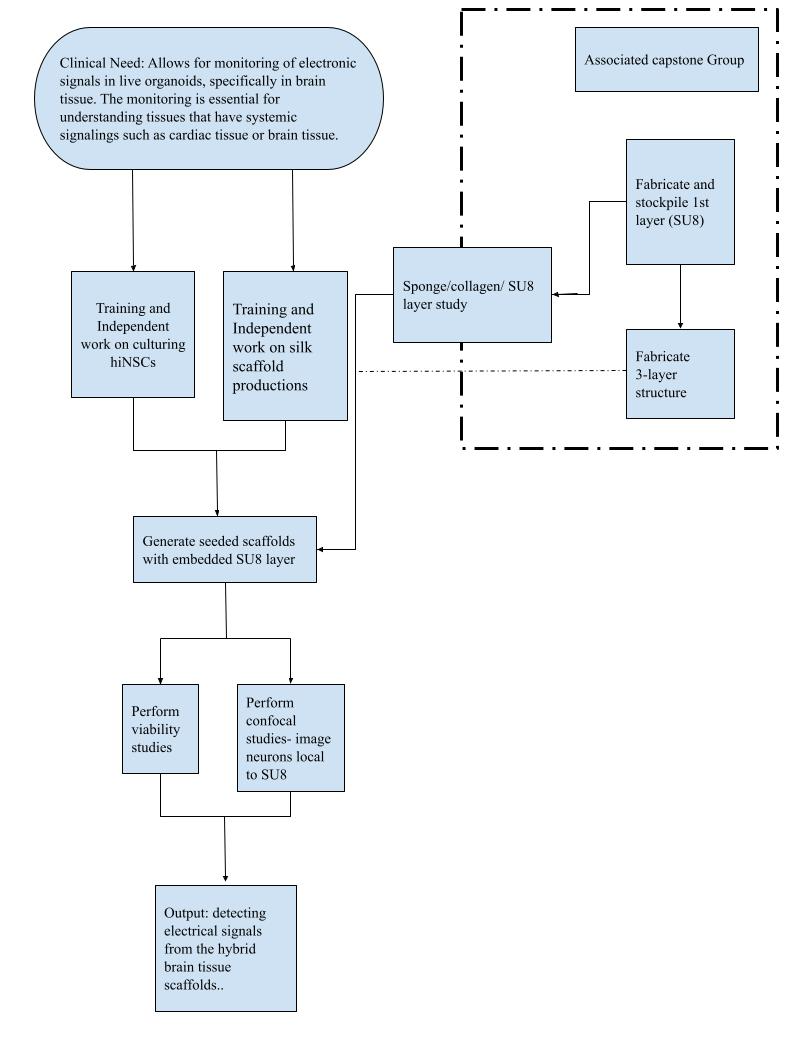 Clinical Need: Allows for monitoring of electronic
signals in live organoids, specifically in brain
tissue. The monitoring is essential for
understanding tissues that have systemic
signalings such as cardiac tissue or brain tissue.
Associated capstone Group
Fabricate and
stockpile 1st
layer (SU8)
Sponge/collagen/ SU8
layer study
Training and
Independent
work on culturing
hiNSCs
Training and
Independent
work on silk
scaffold
productions
Fabricate
3-layer
structure
Generate seeded scaffolds
with embedded SU8 layer
Perform
viability
studies
Perform
confocal
studies- image
neurons local
to SU8
Output: detecting
electrical signals
from the hybrid
brain tissue
scaffolds..